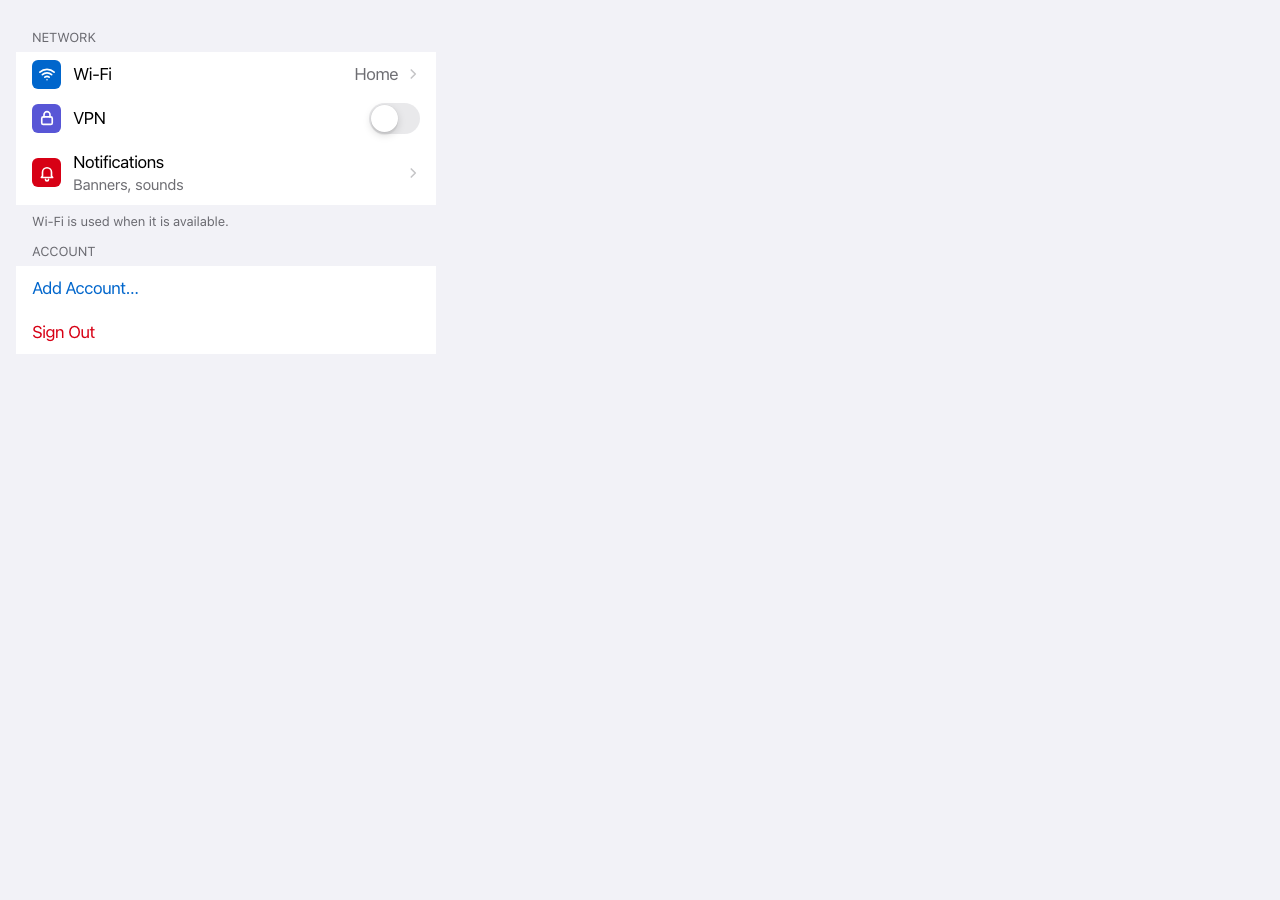 NETWORK
Wi-Fi
Home
VPN
Notifications
Banners, sounds
Wi-Fi is used when it is available.
ACCOUNT
Add Account…
Sign Out